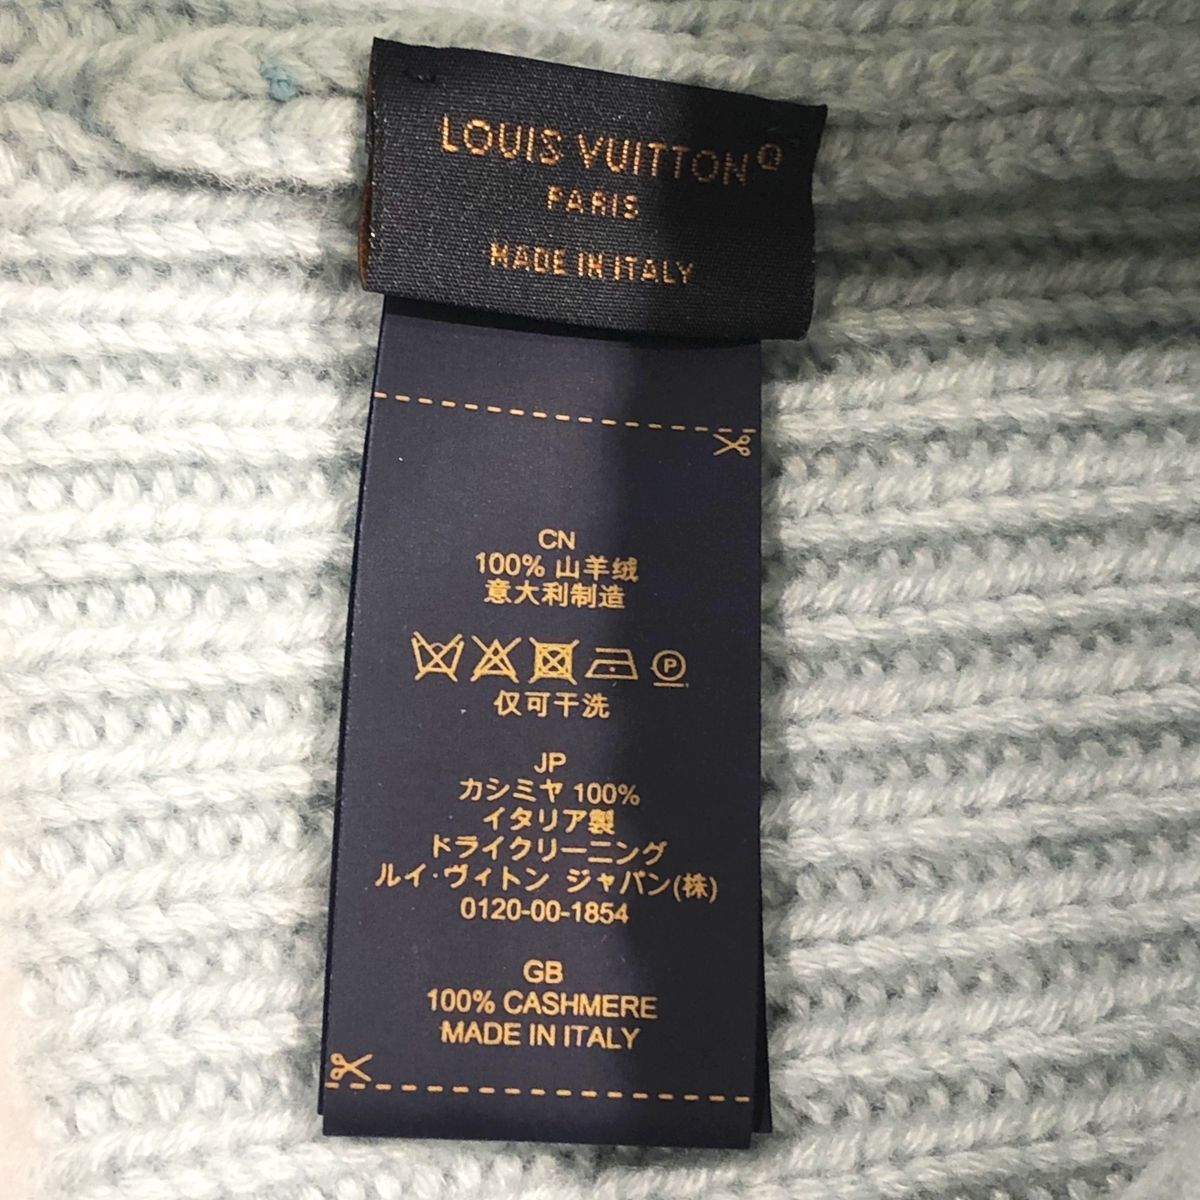 LOUIS VUITTON®
PARIS
MADE IN ITALY
CN
100% 山羊绒
意大利制造
P
仅可干洗
JP
カシミヤ 100%
イタリア製
ドライクリーニング
ルイ·ヴィトン ジャパン(株)
0120-00-1854
GB
100% CASHMERE
MADE IN ITALY